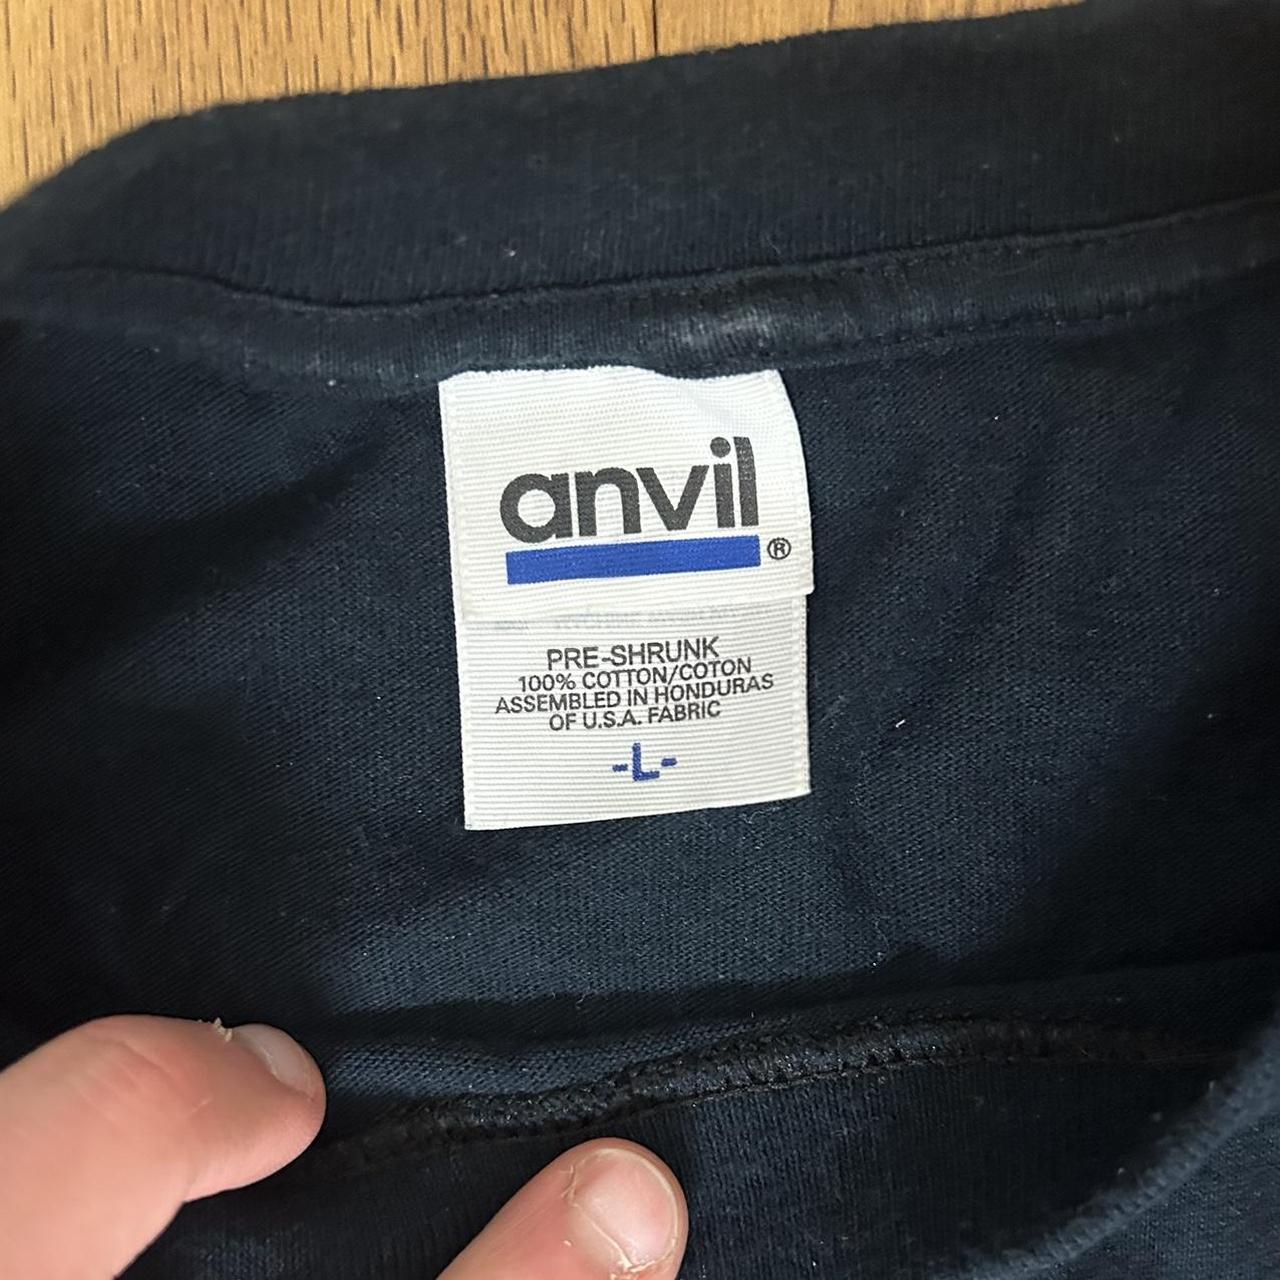 anvil
®
PRE-SHRUNK
100% COTTON/COTON
ASSEMBLED IN HONDURAS
OF U.S.A. FABRIC
-L-